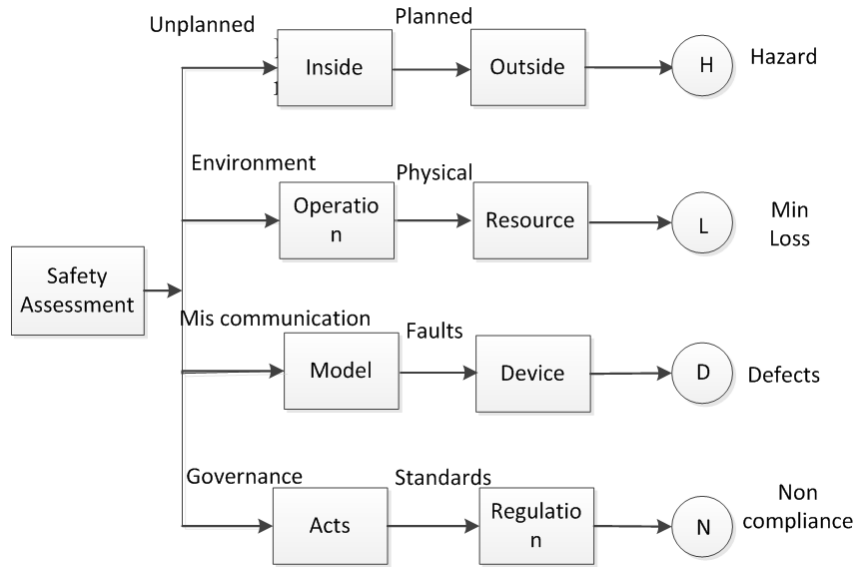 Planned
Unplanned
Inside
Outside
H
Hazard
Environment
Physical
Operatio
n
Resource
L
Min
Loss
Safety
Assessment
Mis communication
Faults
Model
Device
D
Defects
Governance
Standards
Acts
Regulatio
n
N
Non
compliance